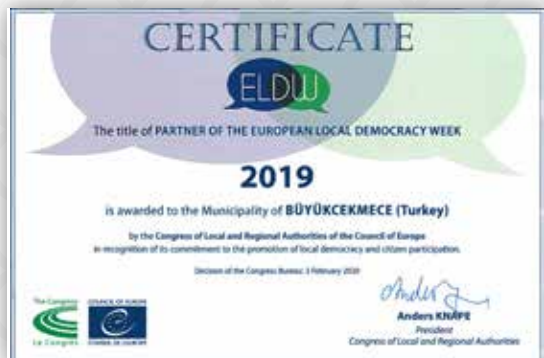 CERTIFICATE
ELDW
The title of PARTNER OF THE EUROPEAN LOCAL DEMOCRACY WEEK
2019
is awarded to the Municipality of BÜYÜKCEKMECE (Turkey)
by the Congress of Local and Regional Authorities of the Council of Europe
in recognition of its commitment to the promotion of local democracy and citizen participation.
Decision of the Congress Bureau: 3 February 2020
Anders KNAPE
President
Congress of Local and Regional Authorities
The Congress
Le Congrès
COUNCIL OF EUROPE
CONSEIL DE L'EUROPE